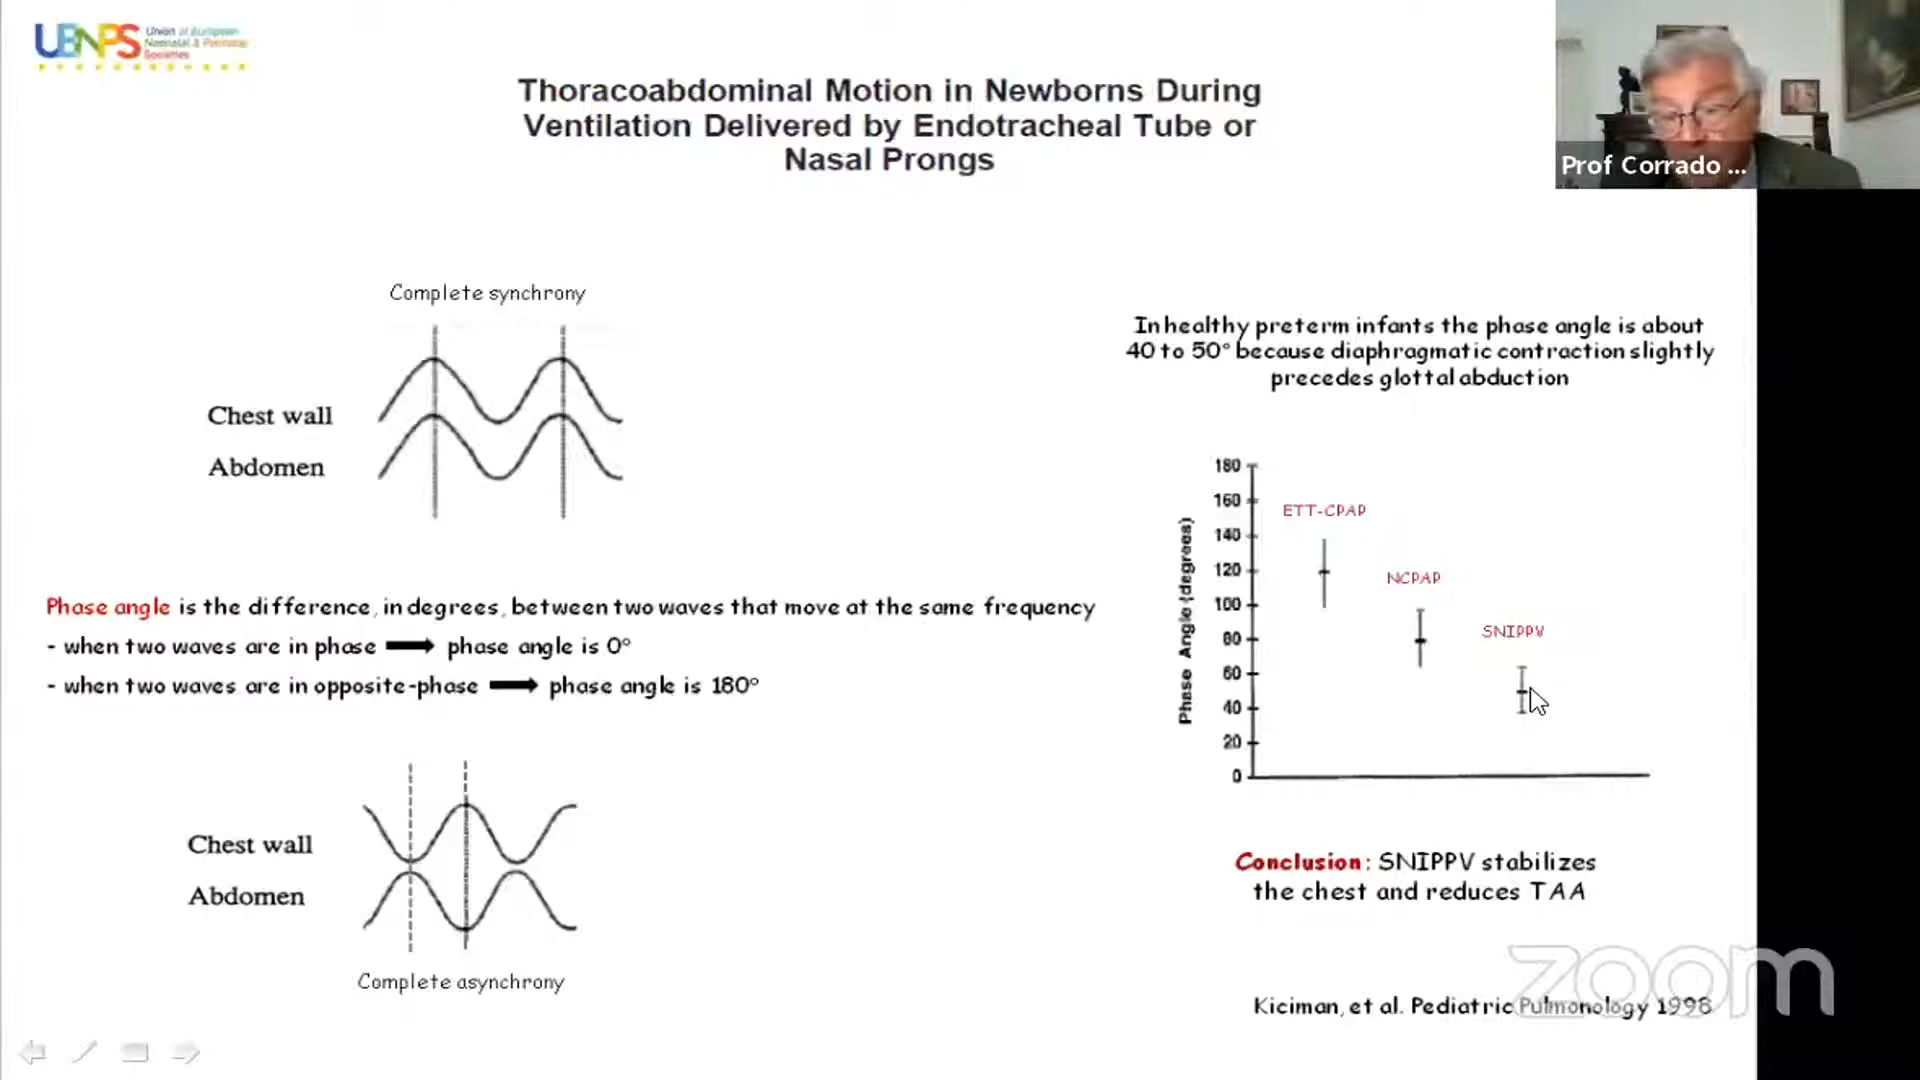 UENPS
Union of European
Neonatal & Perinatal
Societies
Thoracoabdominal Motion in Newborns During
Ventilation Delivered by Endotracheal Tube or
Nasal Prongs
Prof Corrado ...
Complete synchrony
Chest wall
Abdomen
Phase angle is the difference, in degrees, between two waves that move at the same frequency
- when two waves are in phase phase angle is 0°
- when two waves are in opposite-phase phase angle is 180°
Chest wall
Abdomen
Complete asynchrony
In healthy preterm infants the phase angle is about
40 to 50° because diaphragmatic contraction slightly
precedes glottal abduction
Phase Angle (degrees)
180
160
140
120
100
80
60
40
20
0
ETT-CPAP
NCPAP
SNIPPV
Conclusion: SNIPPV stabilizes
the chest and reduces TAA
Kiciman, et al. Pediatric Pulmonology 1998
zoom